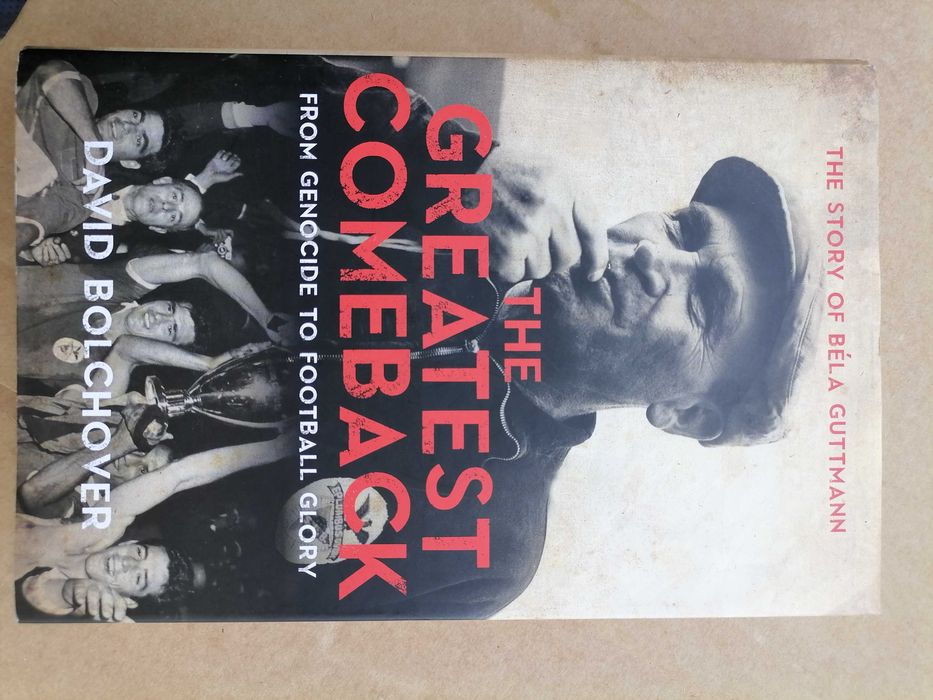 THE STORY OF BÉLA GUTTMANN
THE
GREATEST
COMEBACK
FROM GENOCIDE TO FOOTBALL GLORY
DAVID BOLCHOVER